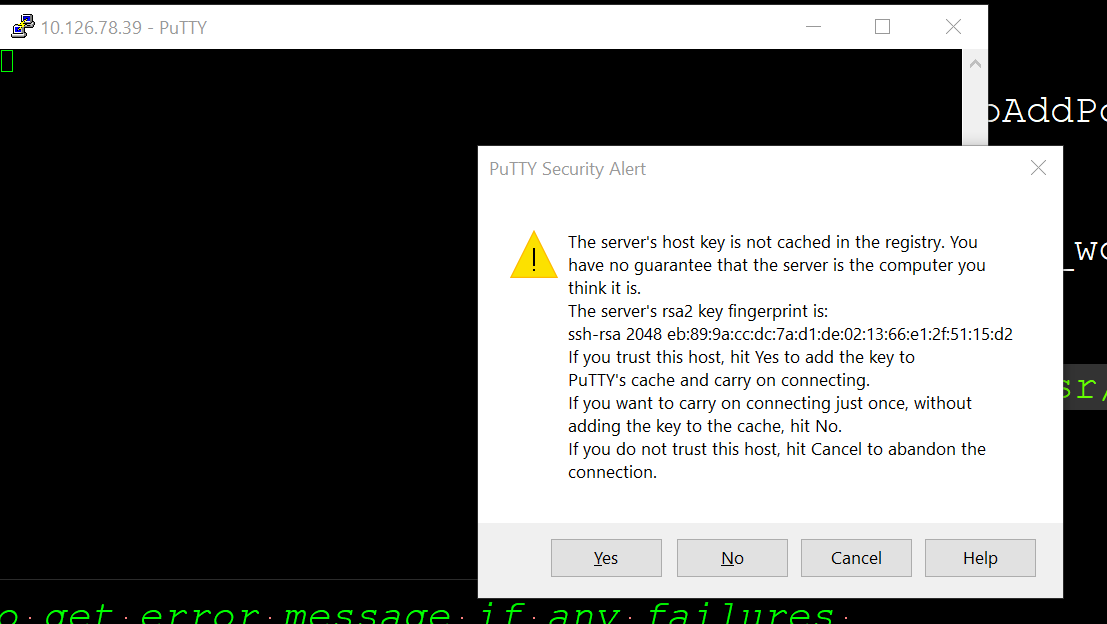 10.126.78.39 - PuTTY
PuTTY Security Alert
The server's host key is not cached in the registry. You
have no guarantee that the server is the computer you
think it is.
The server's rsa2 key fingerprint is:
ssh-rsa 2048 eb:89:9a:cc:dc:7a:d1:de:02:13:66:e1:2f:51:15:d2
If you trust this host, hit Yes to add the key to
PuTTY's cache and carry on connecting.
If you want to carry on connecting just once, without
adding the key to the cache, hit No.
If you do not trust this host, hit Cancel to abandon the
connection.
Yes No Cancel Help
get error message if any failures.